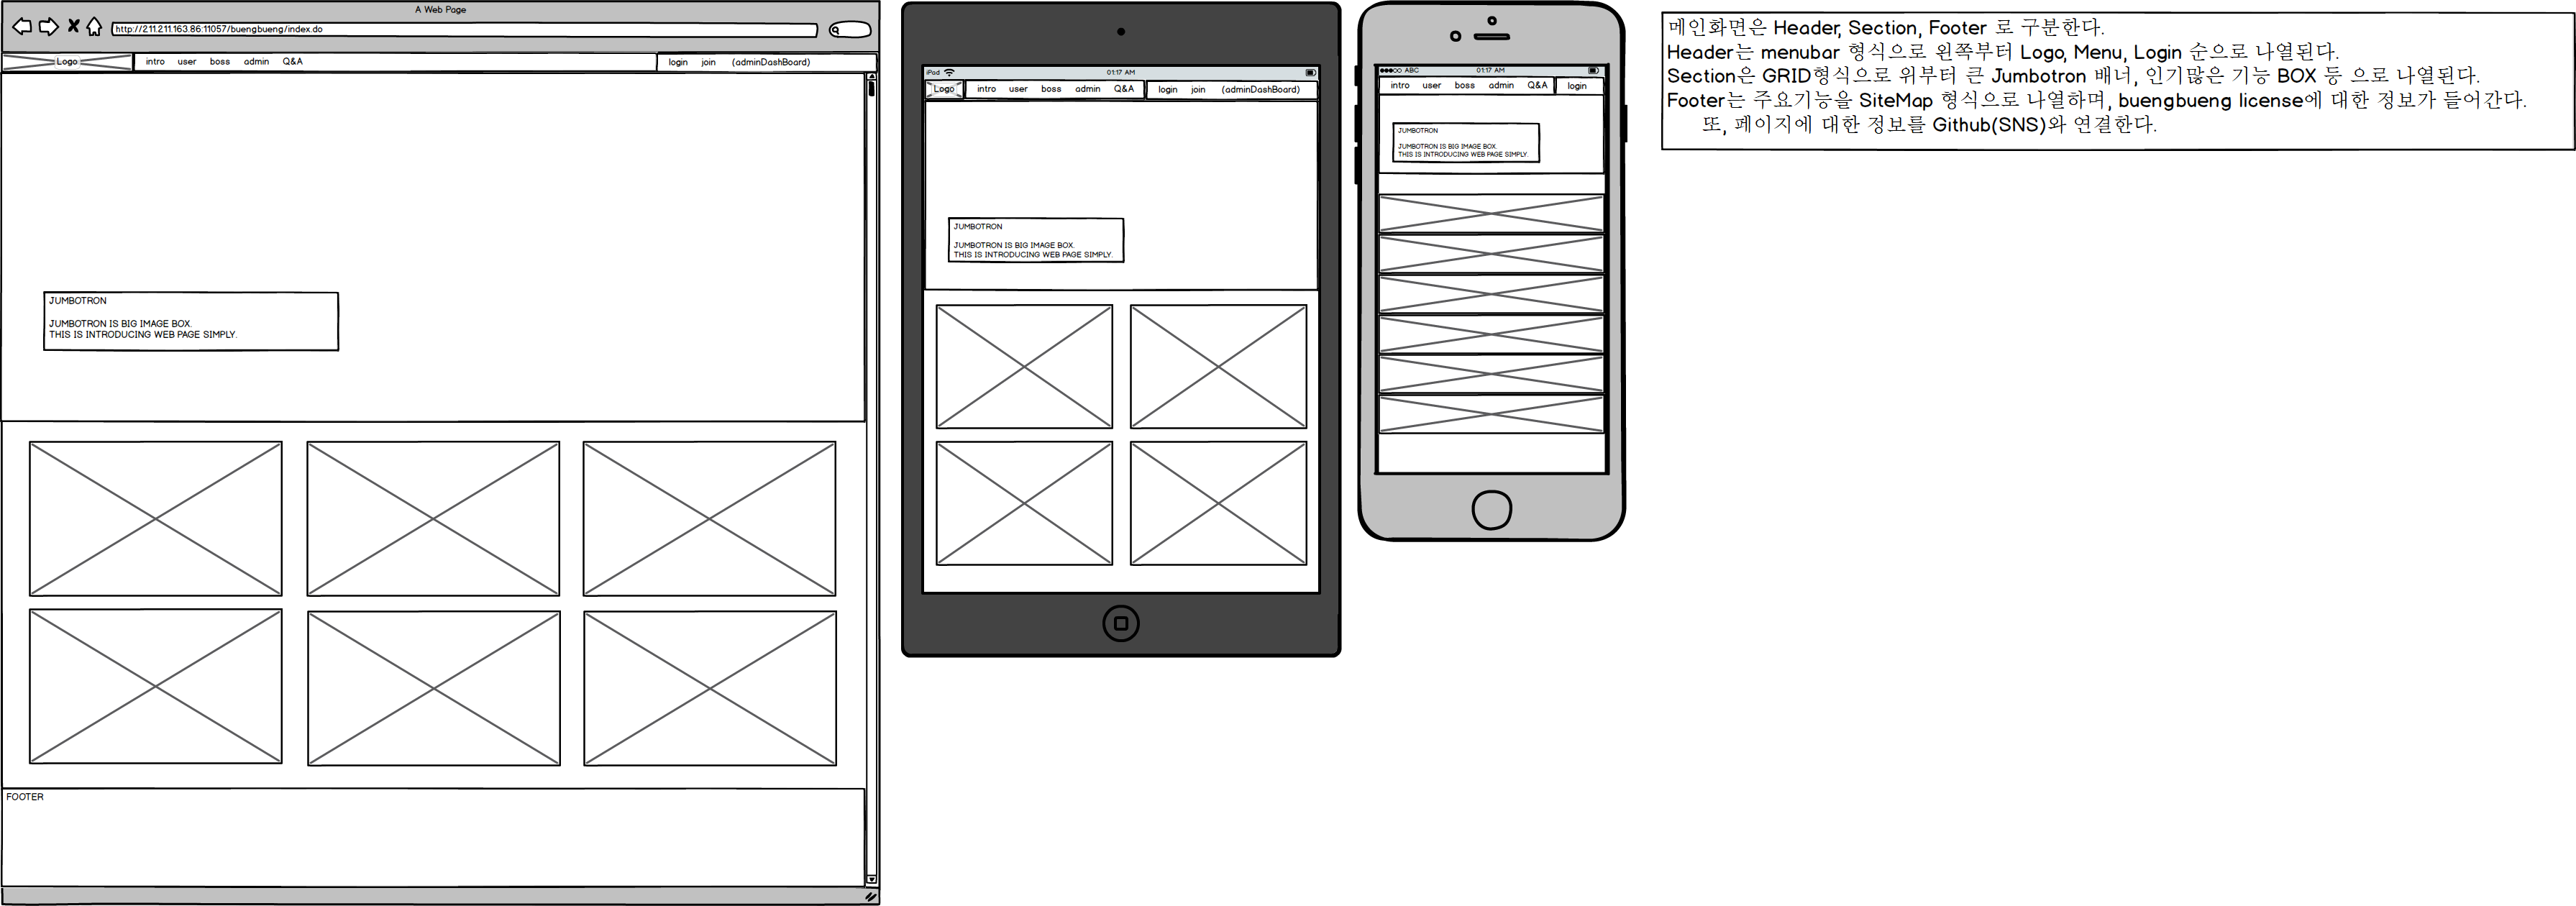 A Web Page
http://211.211.163.86:11057/buengbueng/index.do
Logo intro user boss admin Q&A login join (adminDashBoard)
JUMBOTRON
JUMBOTRON IS BIG IMAGE BOX.
THIS IS INTRODUCING WEB PAGE SIMPLY.
FOOTER
iPad 01:17 AM
Logo intro user boss admin Q&A login join (adminDashBoard)
JUMBOTRON
JUMBOTRON IS BIG IMAGE BOX.
THIS IS INTRODUCING WEB PAGE SIMPLY.
ABC 01:17 AM
intro user boss admin Q&A login
JUMBOTRON
JUMBOTRON IS BIG IMAGE BOX.
THIS IS INTRODUCING WEB PAGE SIMPLY.
메인화면은 Header, Section, Footer 로 구분한다.
Header는 menubar 형식으로 왼쪽부터 Logo, Menu, Login 순으로 나열된다.
Section은 GRID형식으로 위부터 큰 Jumbotron 배너, 인기많은 기능 BOX 등 으로 나열된다.
Footer는 주요기능을 SiteMap 형식으로 나열하며, buengbueng license에 대한 정보가 들어간다.
또, 페이지에 대한 정보를 Github(SNS)와 연결한다.